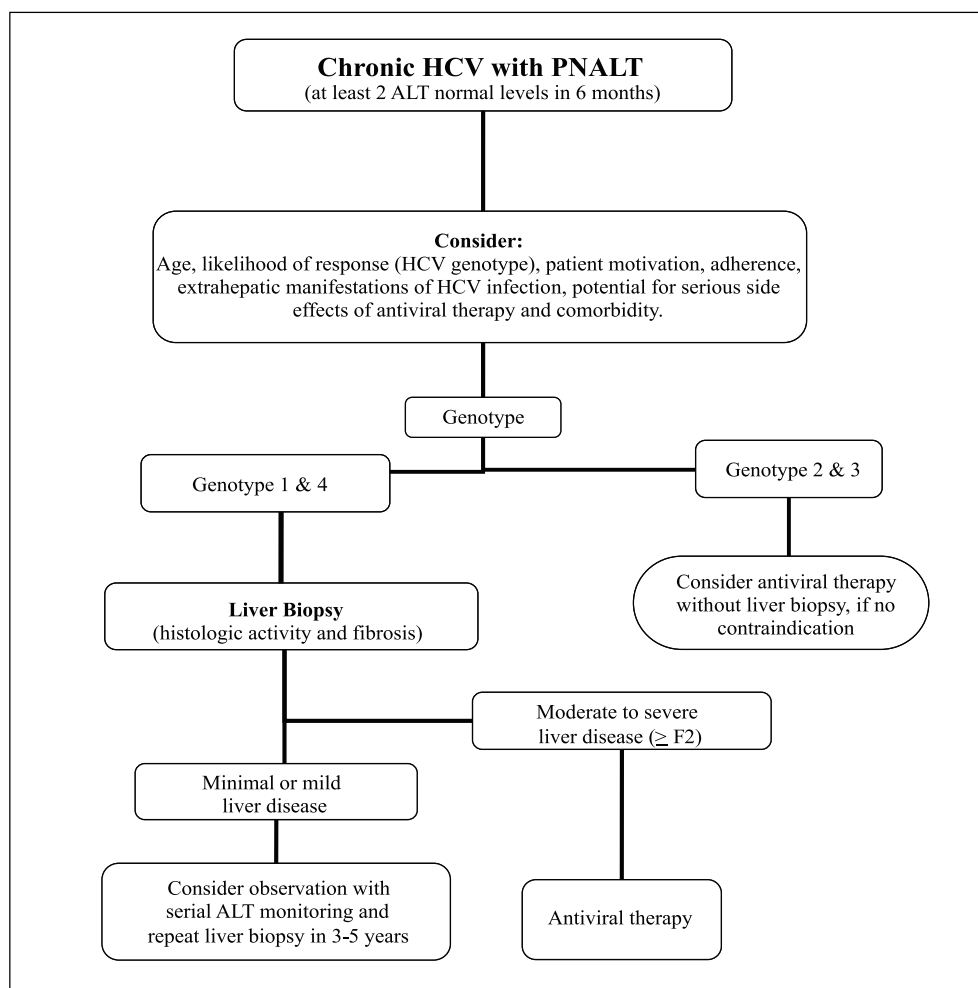 Chronic HCV with PNALT
(at least 2 ALT normal levels in 6 months)
Consider:
Age, likelihood of response (HCV genotype), patient motivation, adherence,
extrahepatic manifestations of HCV infection, potential for serious side
effects of antiviral therapy and comorbidity.
Genotype
Genotype 1 & 4
Genotype 2 & 3
Liver Biopsy
(histologic activity and fibrosis)
Consider antiviral therapy
without liver biopsy, if no
contraindication
Moderate to severe
liver disease (≥ F2)
Minimal or mild
liver disease
Consider observation with
serial ALT monitoring and
repeat liver biopsy in 3-5 years
Antiviral therapy